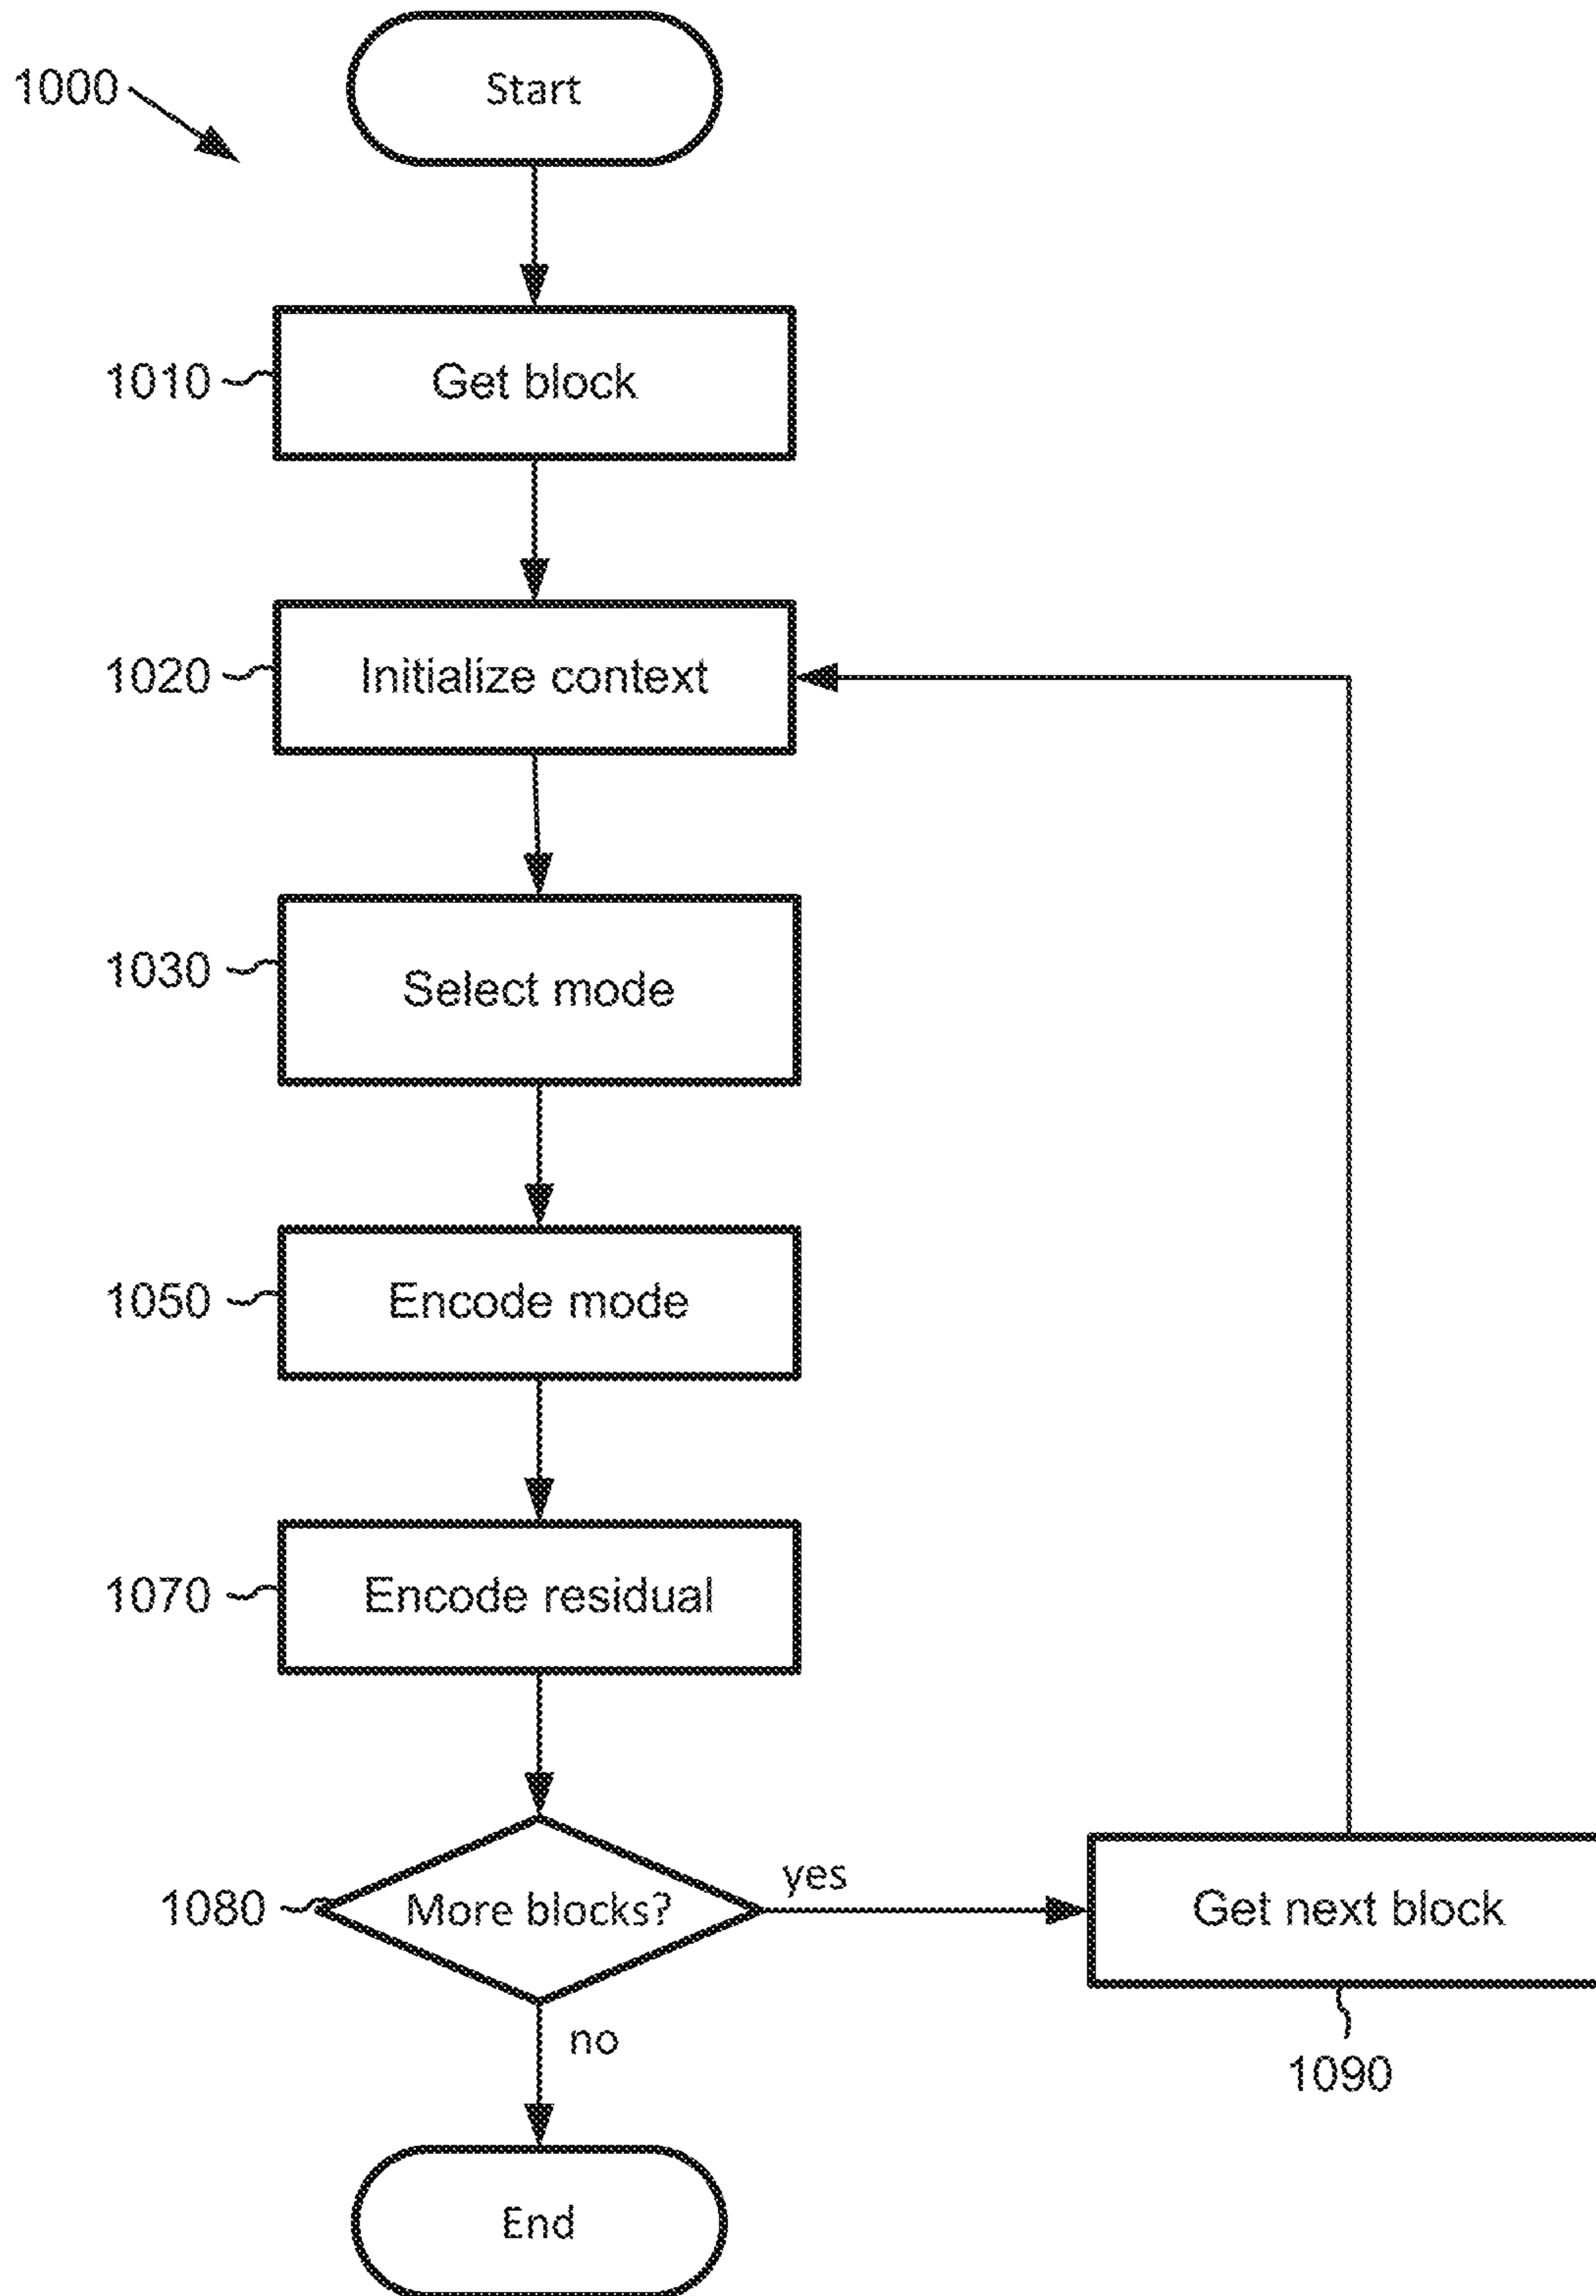 Start
1000
1010
Get block
1020
Initialize context
1030
Select mode
1050
Encode mode
1070
Encode residual
1080
More blocks?
yes
Get next block
no
1090
End